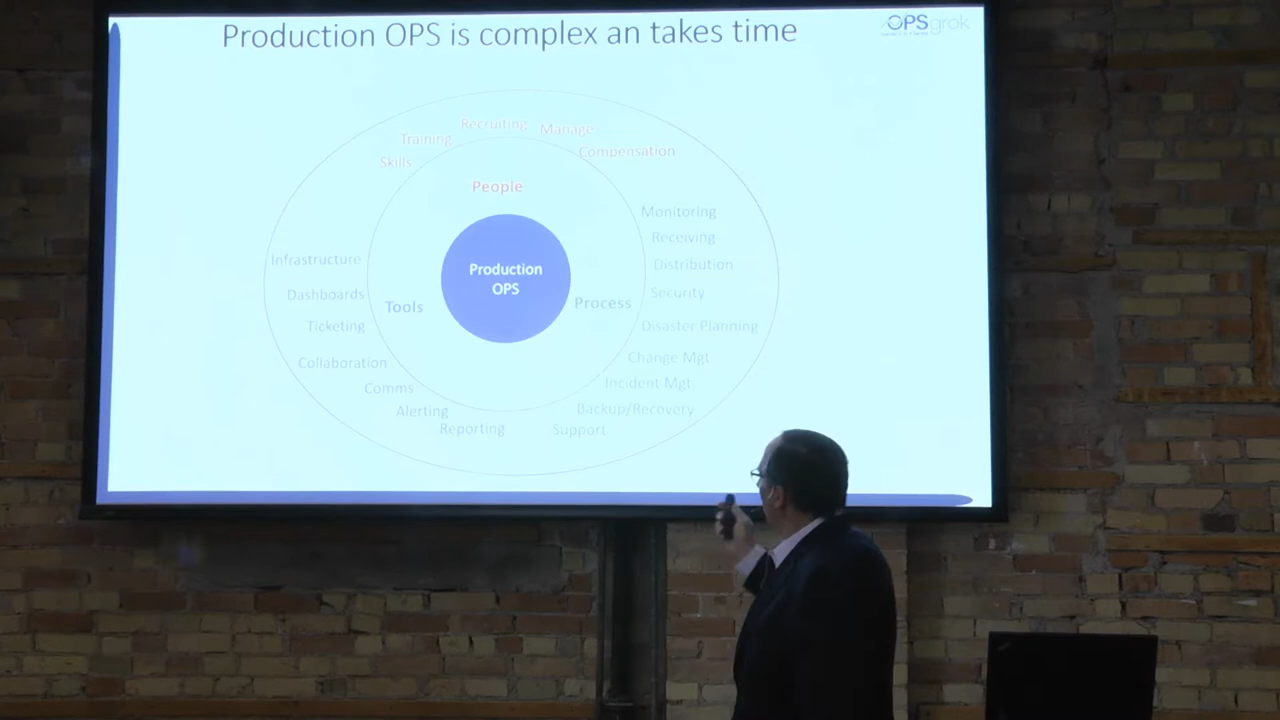 Production OPS is complex an takes time
OPSgrok
Recruiting
Manage
Training
Compensation
Skills
People
Monitoring
Receiving
Infrastructure
Distribution
Production
OPS
Dashboards
Security
Tools
Process
Ticketing
Disaster Planning
Collaboration
Change Mgt
Comms
Incident Mgt
Alerting
Backup/Recovery
Reporting
Support